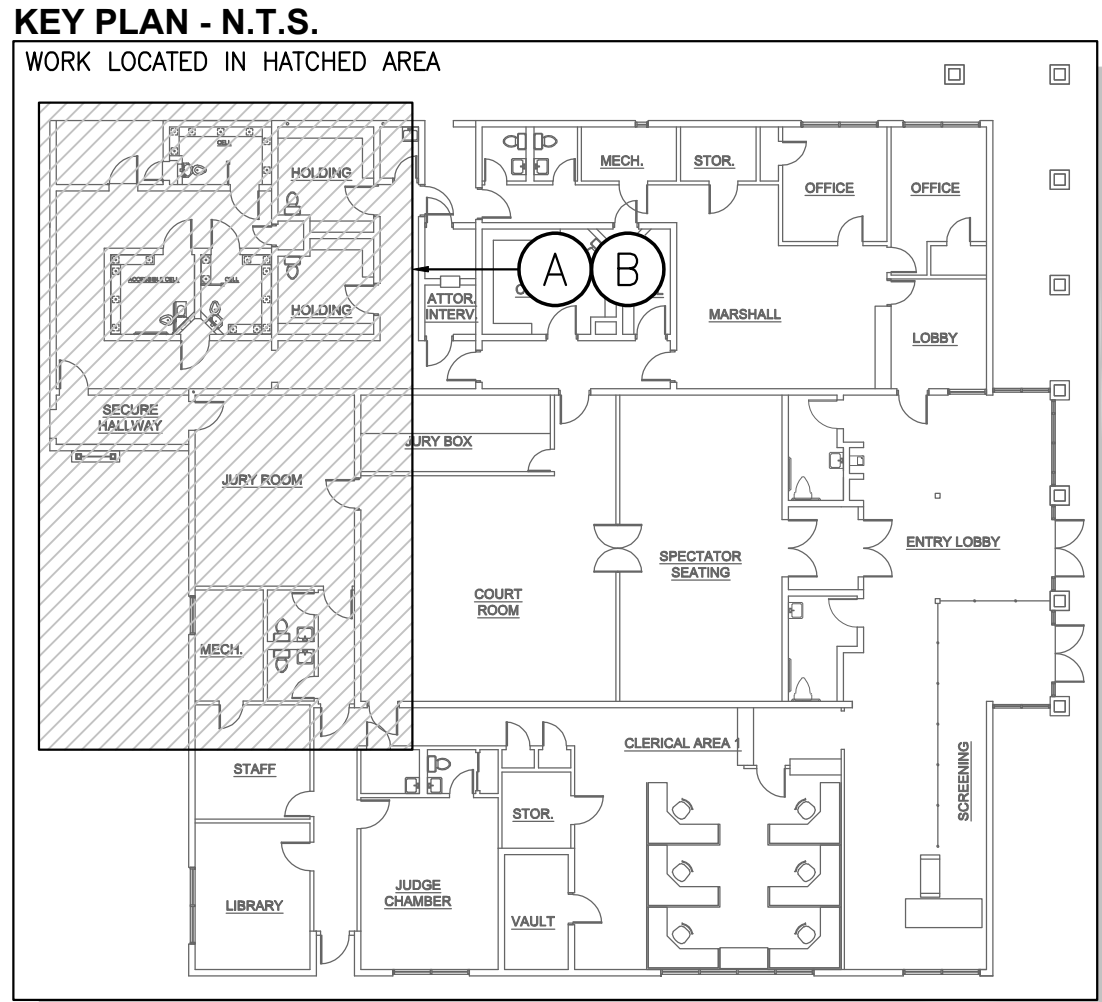 KEY PLAN - N.T.S.
WORK LOCATED IN HATCHED AREA
CELL
HOLDING
MECH.
STOR.
OFFICE
OFFICE
A
B
ACCESSIBLE CELL
CELL
HOLDING
ATTOR.
INTERV.
MARSHALL
LOBBY
SECURE
HALLWAY
JURY BOX
JURY ROOM
ENTRY LOBBY
SPECTATOR
SEATING
COURT
ROOM
MECH.
CLERICAL AREA 1
STAFF
SCREENING
STOR.
JUDGE
CHAMBER
LIBRARY
VAULT